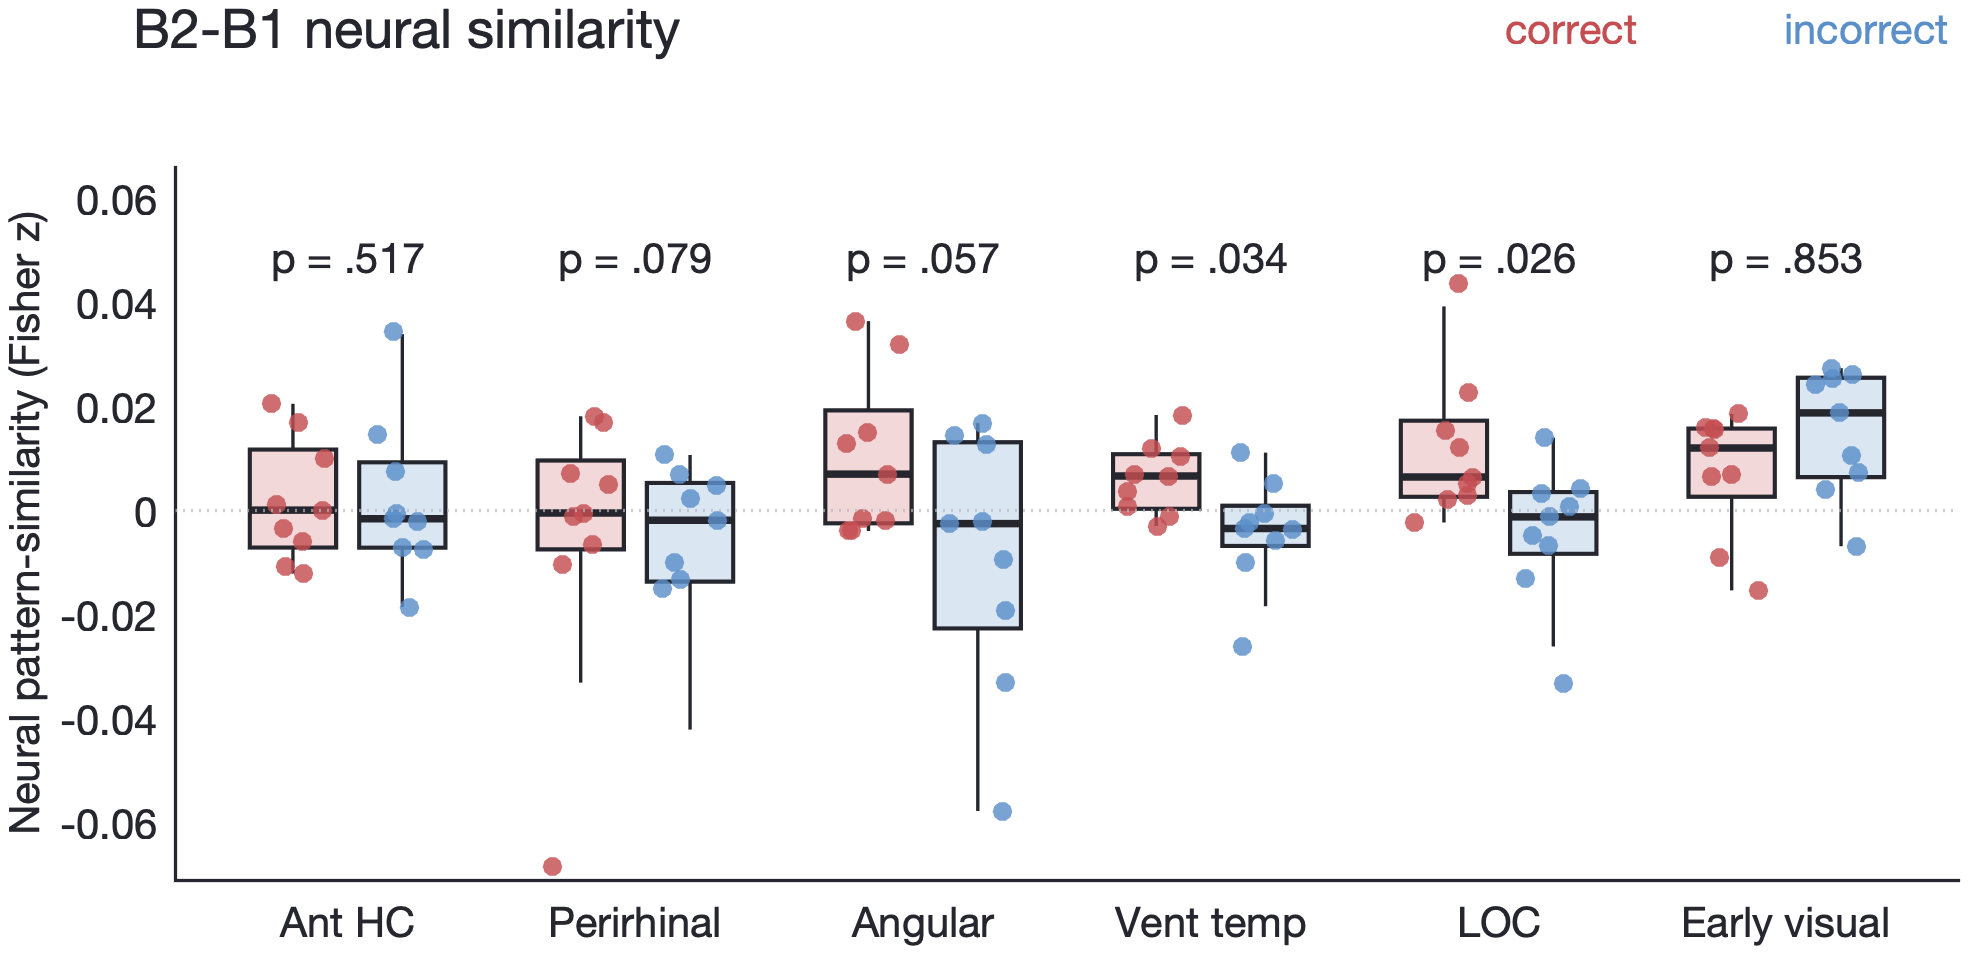 B2-B1 neural similarity
correct incorrect
Neural pattern-similarity (Fisher z)
0.06
0.04
0.02
0
-0.02
-0.04
-0.06
p = .517 p = .079 p = .057 p = .034 p = .026 p = .853
Ant HC Perirhinal Angular Vent temp LOC Early visual